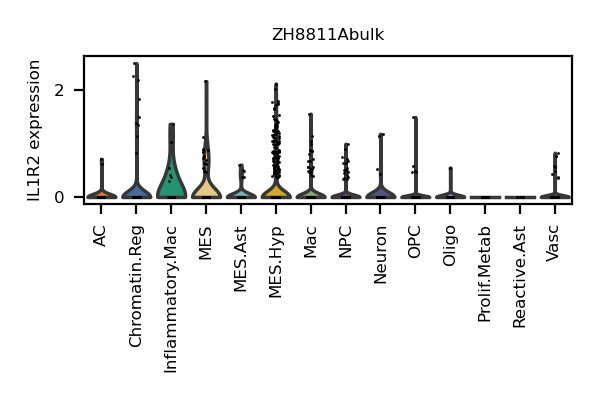 ZH8811Abulk
IL1R2 expression
2
0
AC
Chromatin.Reg
Inflammatory.Mac
MES
MES.Ast
MES.Hyp
Mac
NPC
Neuron
OPC
Oligo
Prolif.Metab
Reactive.Ast
Vasc